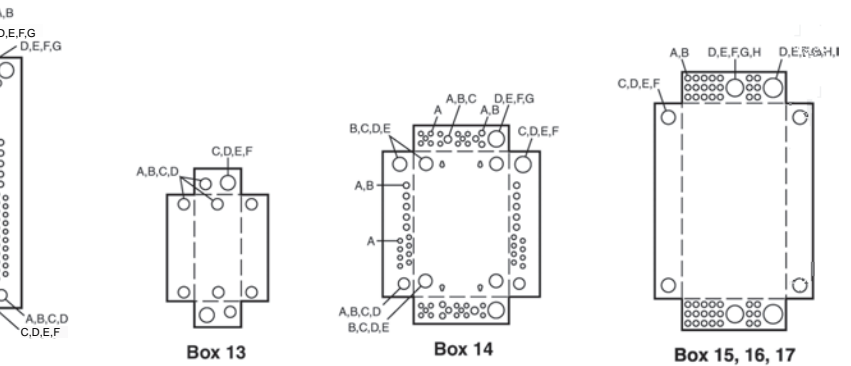 A,B
D,E,F,G
D,E,F,G
A,B,C,D
C,D,E,F
C,D,E,F
A,B,C,D
Box 13
A,B,C
A
A,B
D,E,F,G
B,C,D,E
C,D,E,F
A,B
A
A,B,C,D
B,C,D,E
Box 14
A,B
D,E,F,G,H
C,D,E,F
Box 15, 16, 17